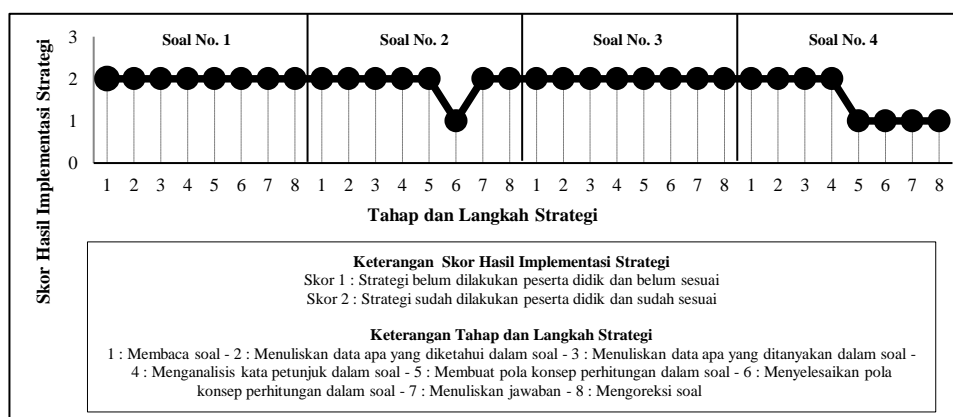 Skor Hasil Implementasi Strategi
3
2
1
0
Soal No. 1
Soal No. 2
Soal No. 3
Soal No. 4
1 2 3 4 5 6 7 8 1 2 3 4 5 6 7 8 1 2 3 4 5 6 7 8 1 2 3 4 5 6 7 8
Tahap dan Langkah Strategi
Keterangan Skor Hasil Implementasi Strategi
Skor 1 : Strategi belum dilakukan peserta didik dan belum sesuai
Skor 2 : Strategi sudah dilakukan peserta didik dan sudah sesuai
Keterangan Tahap dan Langkah Strategi
1 : Membaca soal - 2 : Menuliskan data apa yang diketahui dalam soal - 3 : Menuliskan data apa yang ditanyakan dalam soal -
4 : Menganalisis kata petunjuk dalam soal - 5 : Membuat pola konsep perhitungan dalam soal - 6 : Menyelesaikan pola
konsep perhitungan dalam soal - 7 : Menuliskan jawaban - 8 : Mengoreksi soal